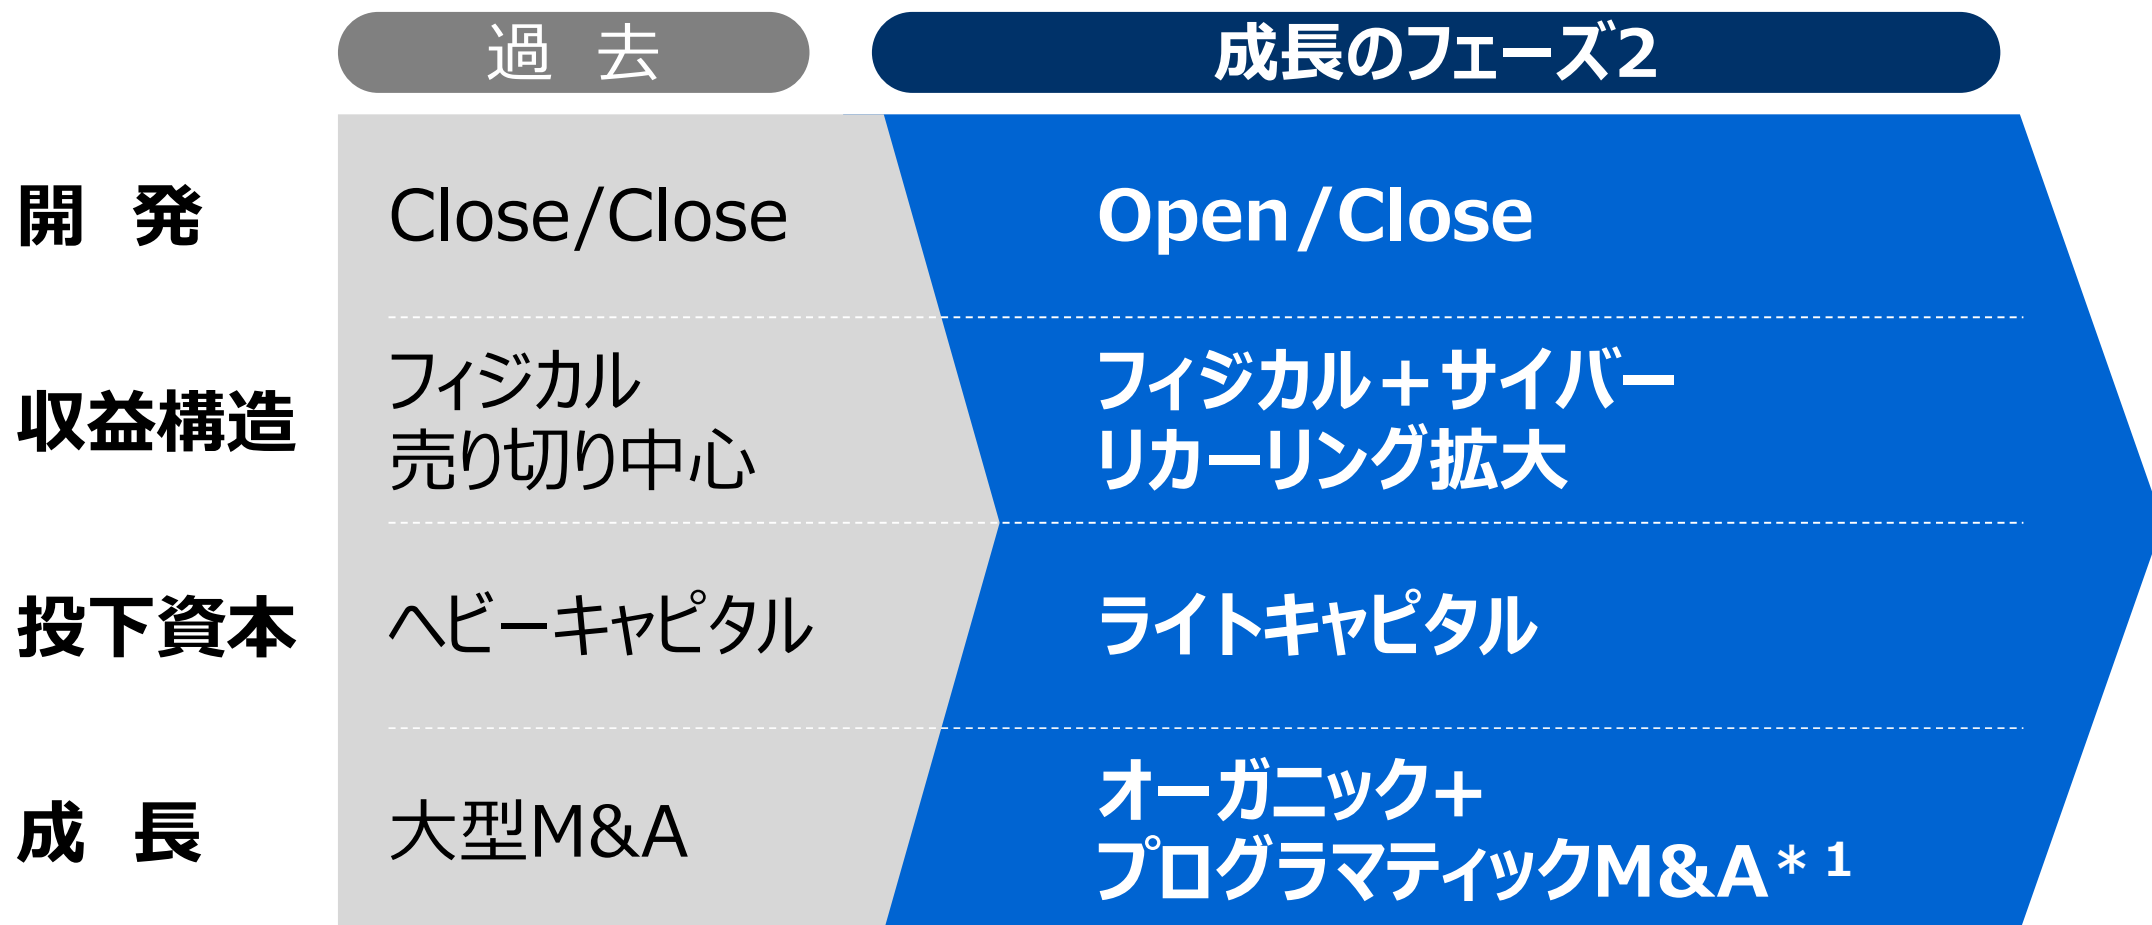 過 去
成長のフェーズ2
開 発
Close/Close
Open/Close
収益構造
フィジカル
売り切り中心
フィジカル＋サイバー
リカーリング拡大
投下資本
ヘビーキャピタル
ライトキャピタル
成 長
大型M&A
オーガニック+
プログラマティックM&A＊1